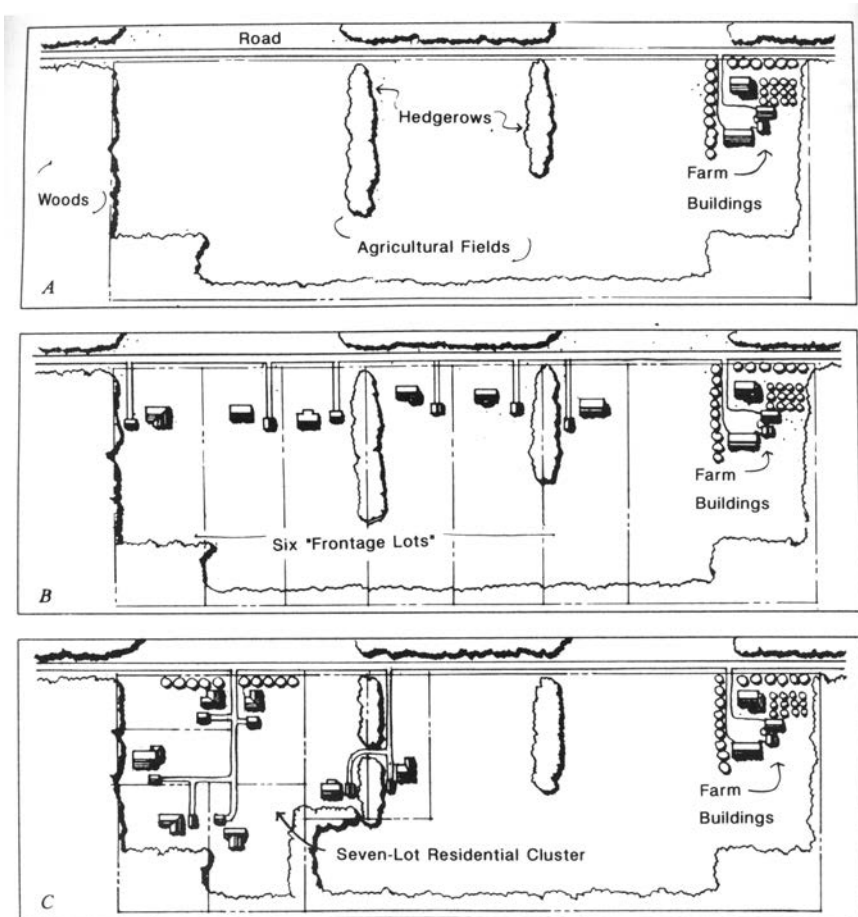 Road
Hedgerows
Woods
Farm
Buildings
Agricultural Fields
A
Farm
Buildings
Six "Frontage Lots"
B
Farm
Buildings
Seven-Lot Residential Cluster
C